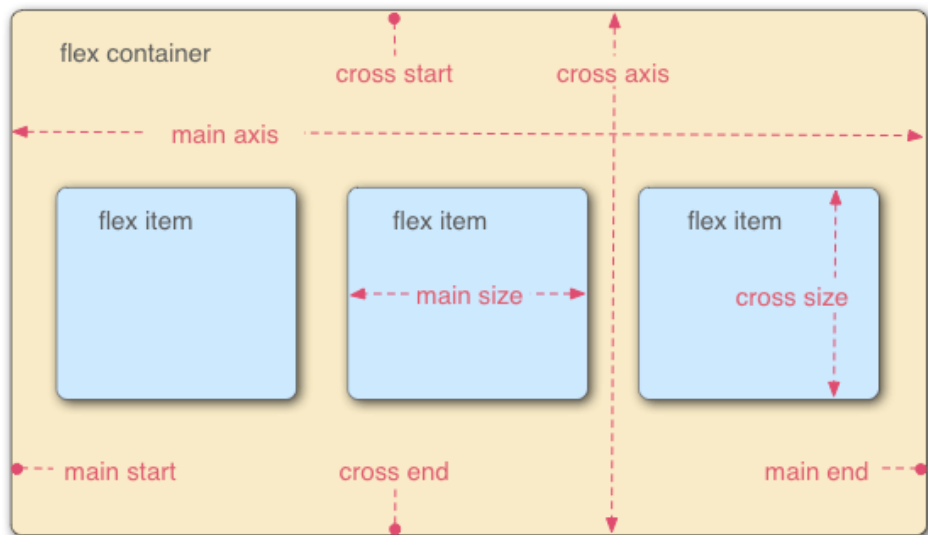 flex container
cross start
cross axis
main axis
flex item
flex item
flex item
main size
cross size
main start
cross end
main end